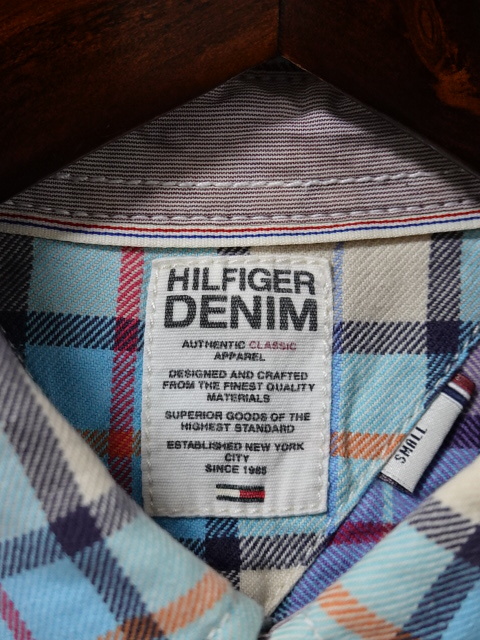 HILFIGER
DENIM
AUTHENTIC CLASSIC
APPAREL
DESIGNED AND CRAFTED
FROM THE FINEST QUALITY
MATERIALS
SUPERIOR GOODS OF THE
HIGHEST STANDARD
ESTABLISHED NEW YORK
CITY
SINCE 1985
SMALL